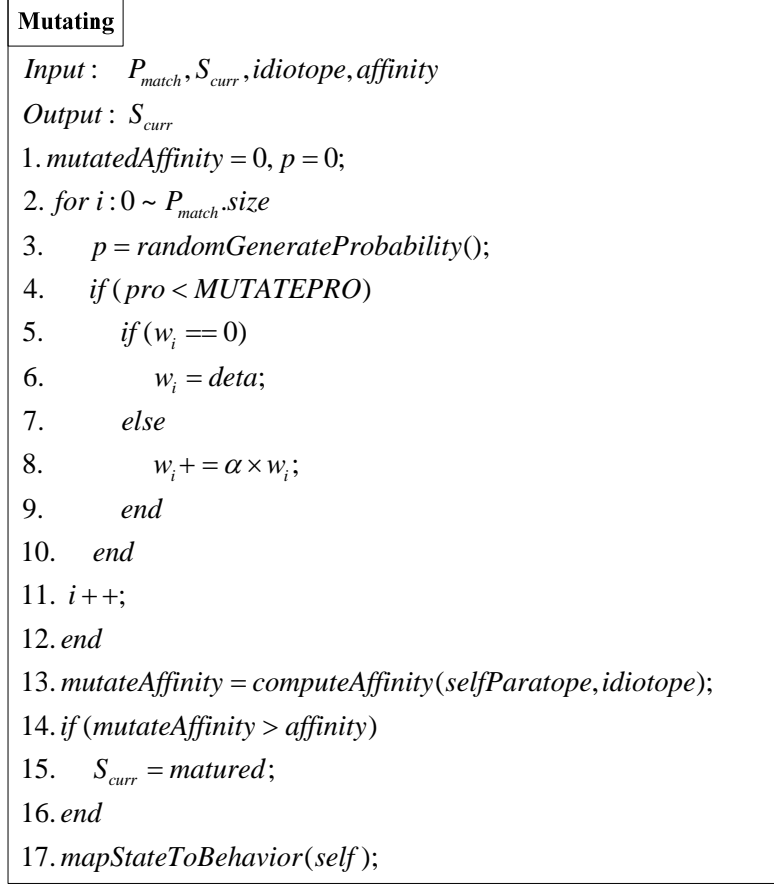 Mutating
Input : P_match, S_curr, idiotope, affinity
Output : S_curr
1. mutatedAffinity = 0, p = 0;
2. for i : 0 ~ P_match.size
3. p = randomGenerateProbability();
4. if (pro < MUTATEPRO)
5. if (w_i == 0)
6. w_i = deta;
7. else
8. w_i + = α × w_i;
9. end
10. end
11. i + +;
12. end
13. mutateAffinity = computeAffinity(selfParatope, idiotope);
14. if (mutateAffinity > affinity)
15. S_curr = matured;
16. end
17. mapStateToBehavior(self);